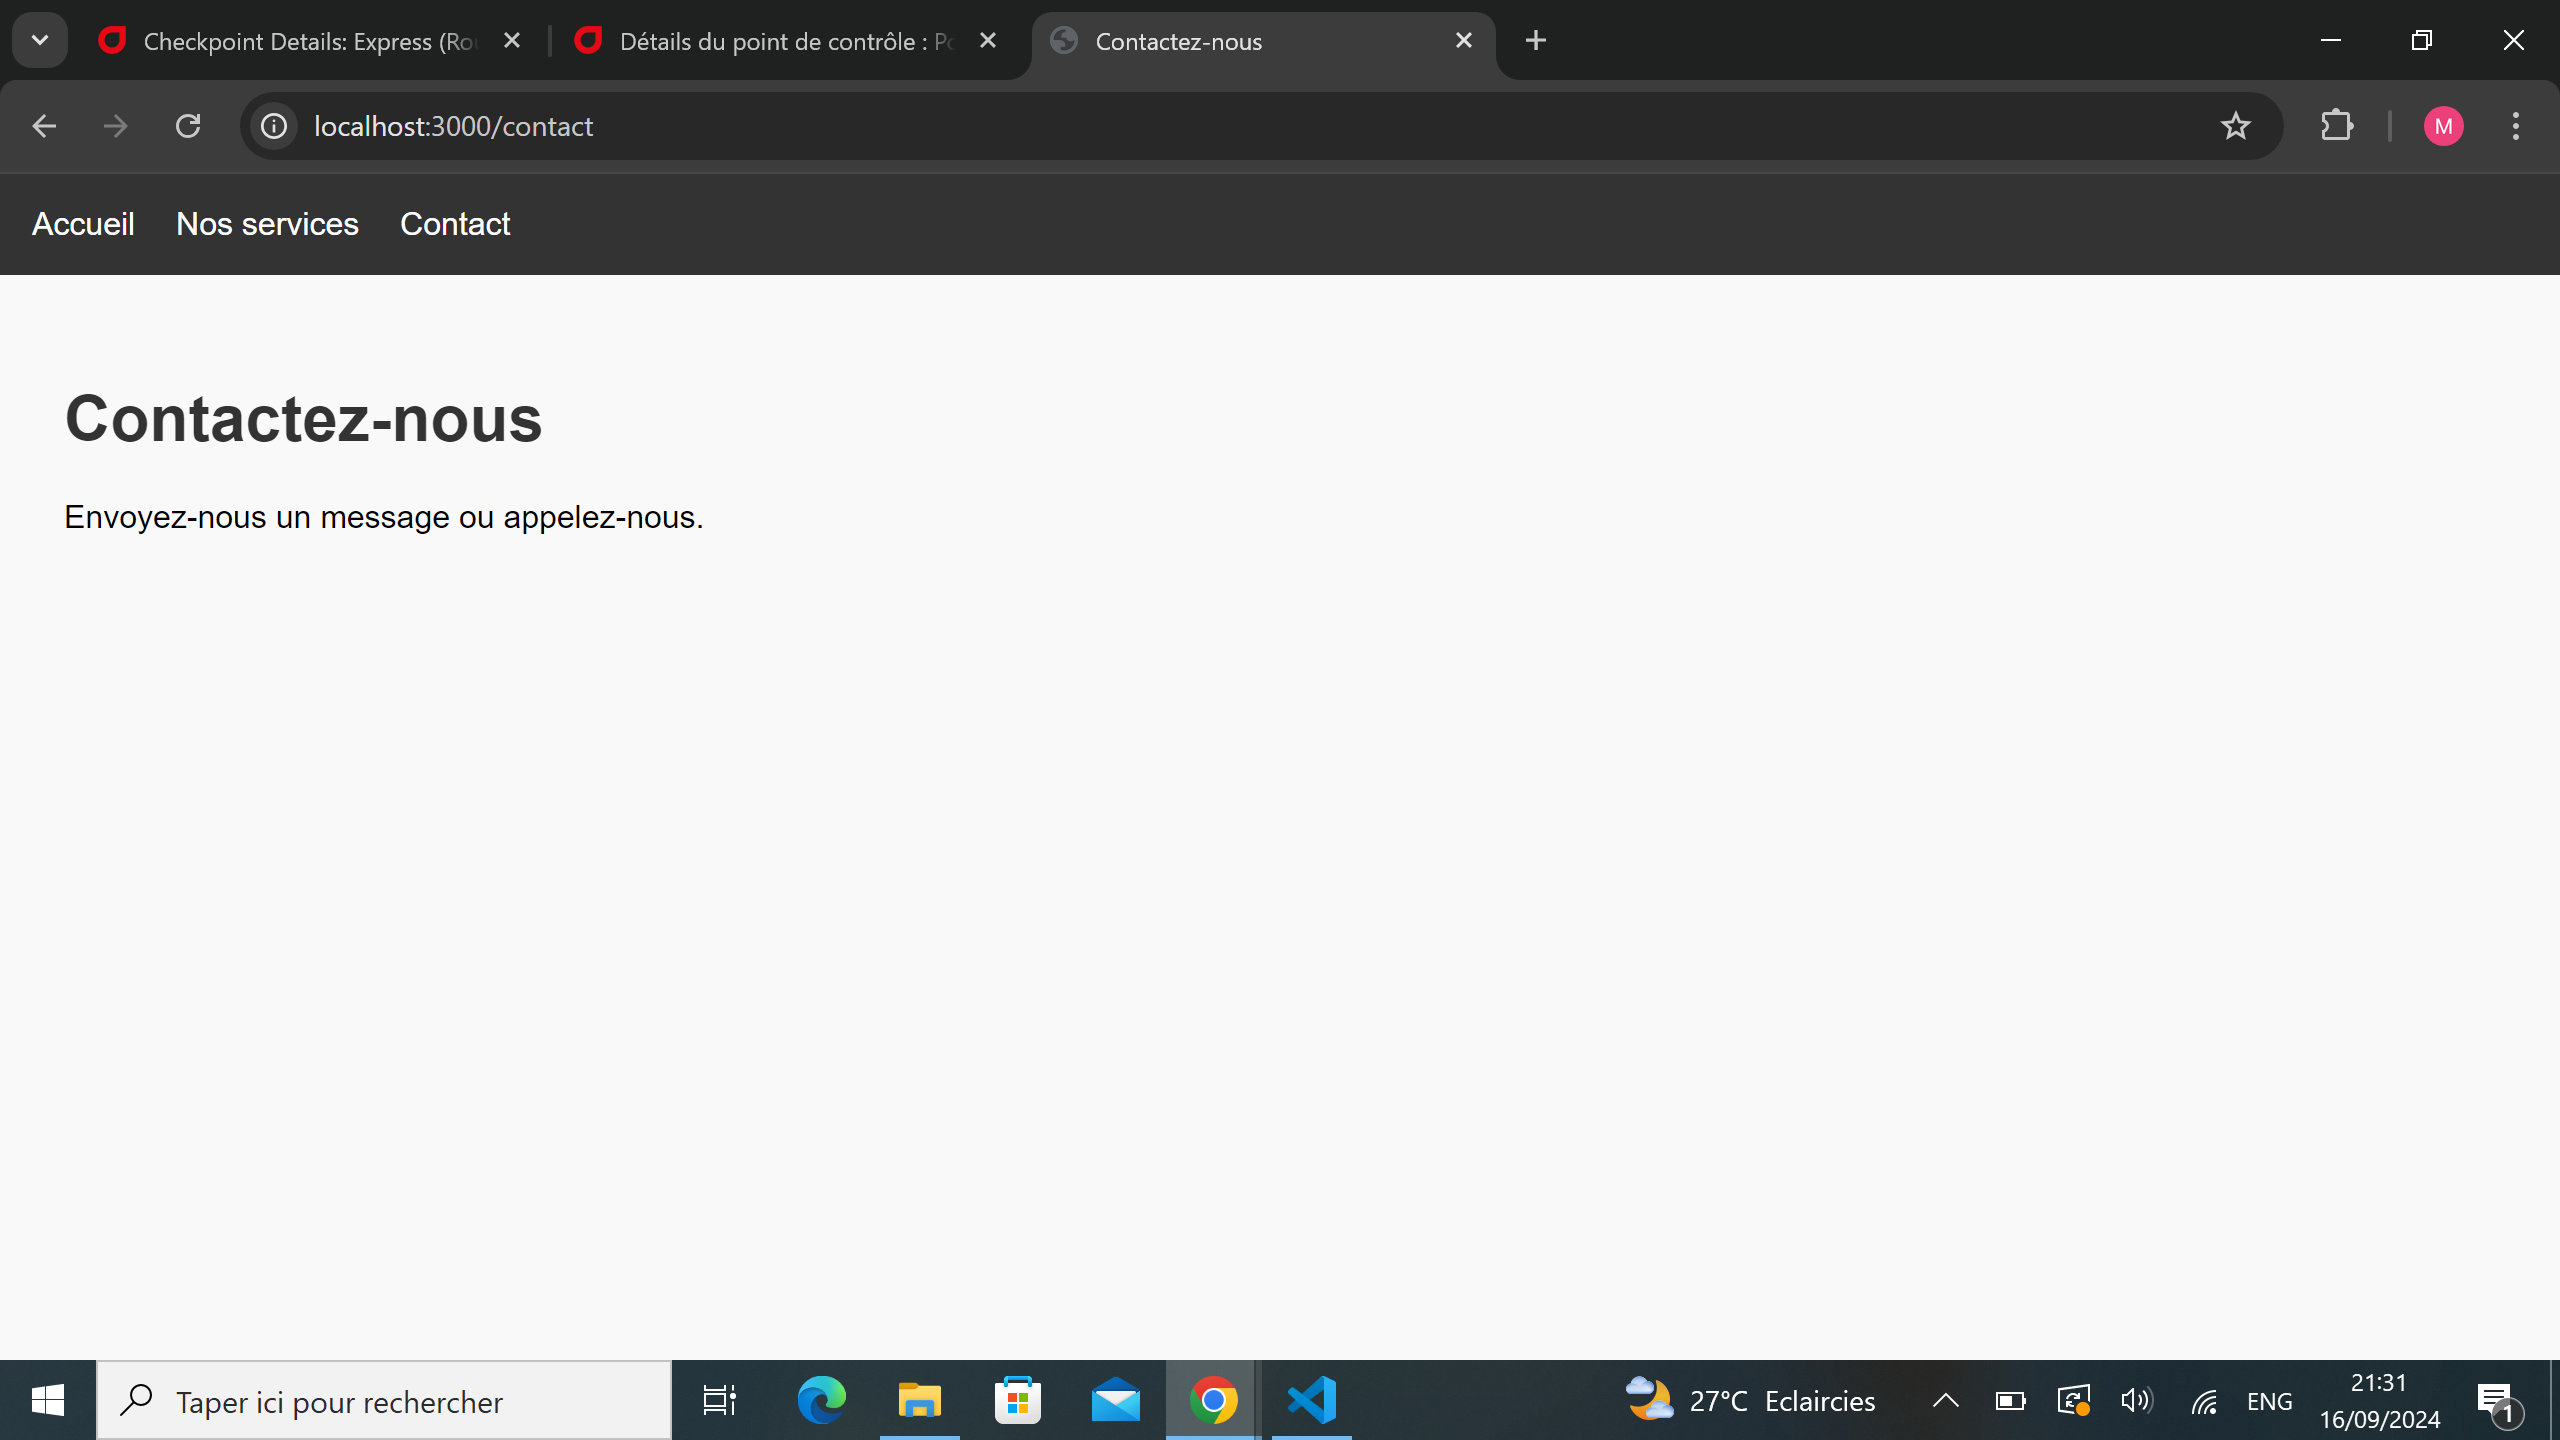 Checkpoint Details: Express (Ro
Détails du point de contrôle : Po
Contactez-nous
localhost:3000/contact
M
Accueil Nos services Contact
Contactez-nous
Envoyez-nous un message ou appelez-nous.
Taper ici pour rechercher
27°C Eclaircies
ENG
21:31
16/09/2024
1